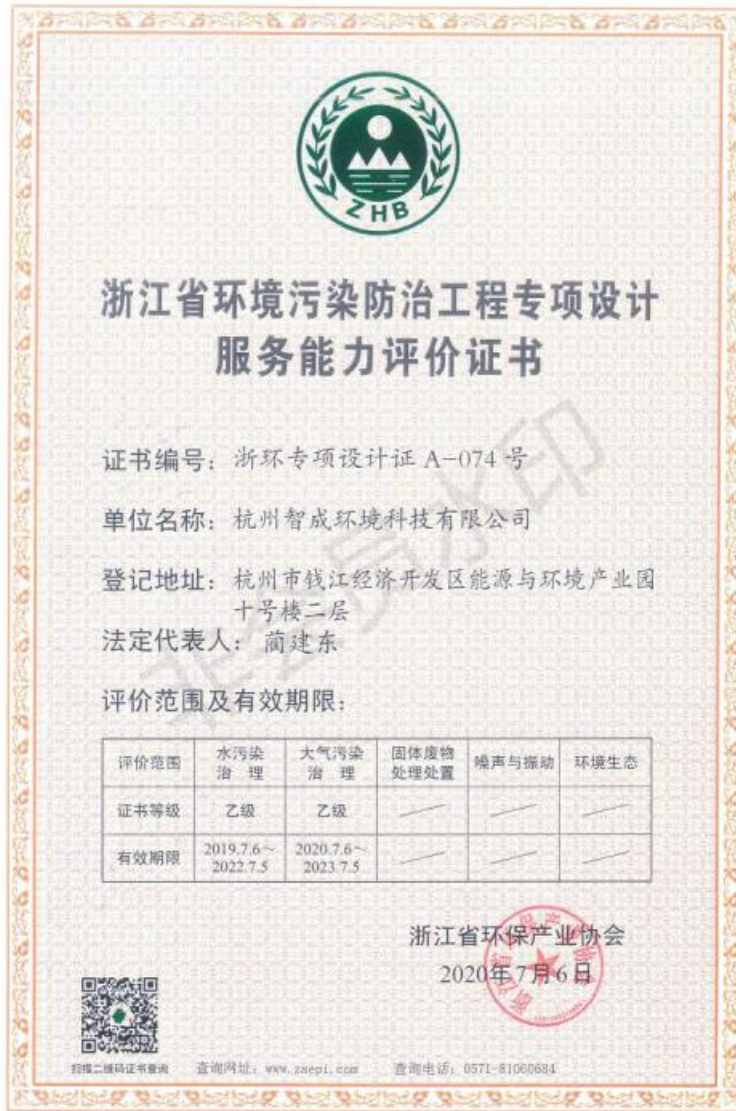 ZHB
浙江省环境污染防治工程专项设计
服务能力评价证书
证书编号：浙环专项设计证 A-074 号
单位名称：杭州智成环境科技有限公司
登记地址：杭州市钱江经济开发区能源与环境产业园
十号楼二层
法定代表人：蔺建东
评价范围及有效期限：
评价范围 水污染治理 大气污染治理 固体废物处理处置 噪声与振动 环境生态
证书等级 乙级 乙级
有效期限 2019.7.6～2022.7.5 2020.7.6～2023.7.5
浙江省环保产业协会
2020年7月6日
扫描二维码证书查询 查询网址：www.zaepi.com 查询电话：0571-81060684
非会员水印